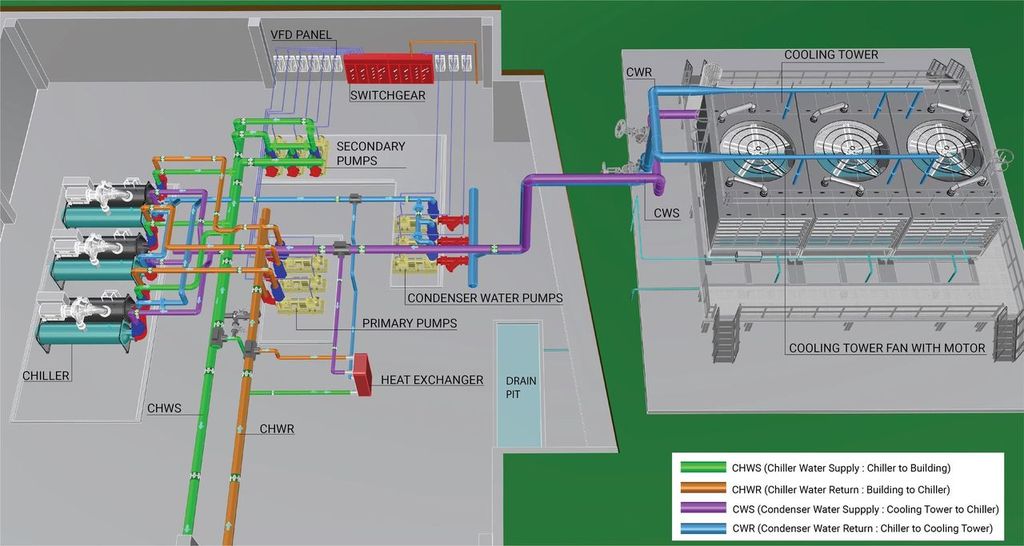 VFD PANEL
SWITCHGEAR
COOLING TOWER
CWR
SECONDARY
PUMPS
CWS
CONDENSER WATER PUMPS
PRIMARY PUMPS
COOLING TOWER FAN WITH MOTOR
CHILLER
HEAT EXCHANGER
DRAIN
PIT
CHWS
CHWR
CHWS (Chiller Water Supply : Chiller to Building)
CHWR (Chiller Water Return : Building to Chiller)
CWS (Condenser Water Suppply : Cooling Tower to Chiller)
CWR (Condenser Water Return : Chiller to Cooling Tower)